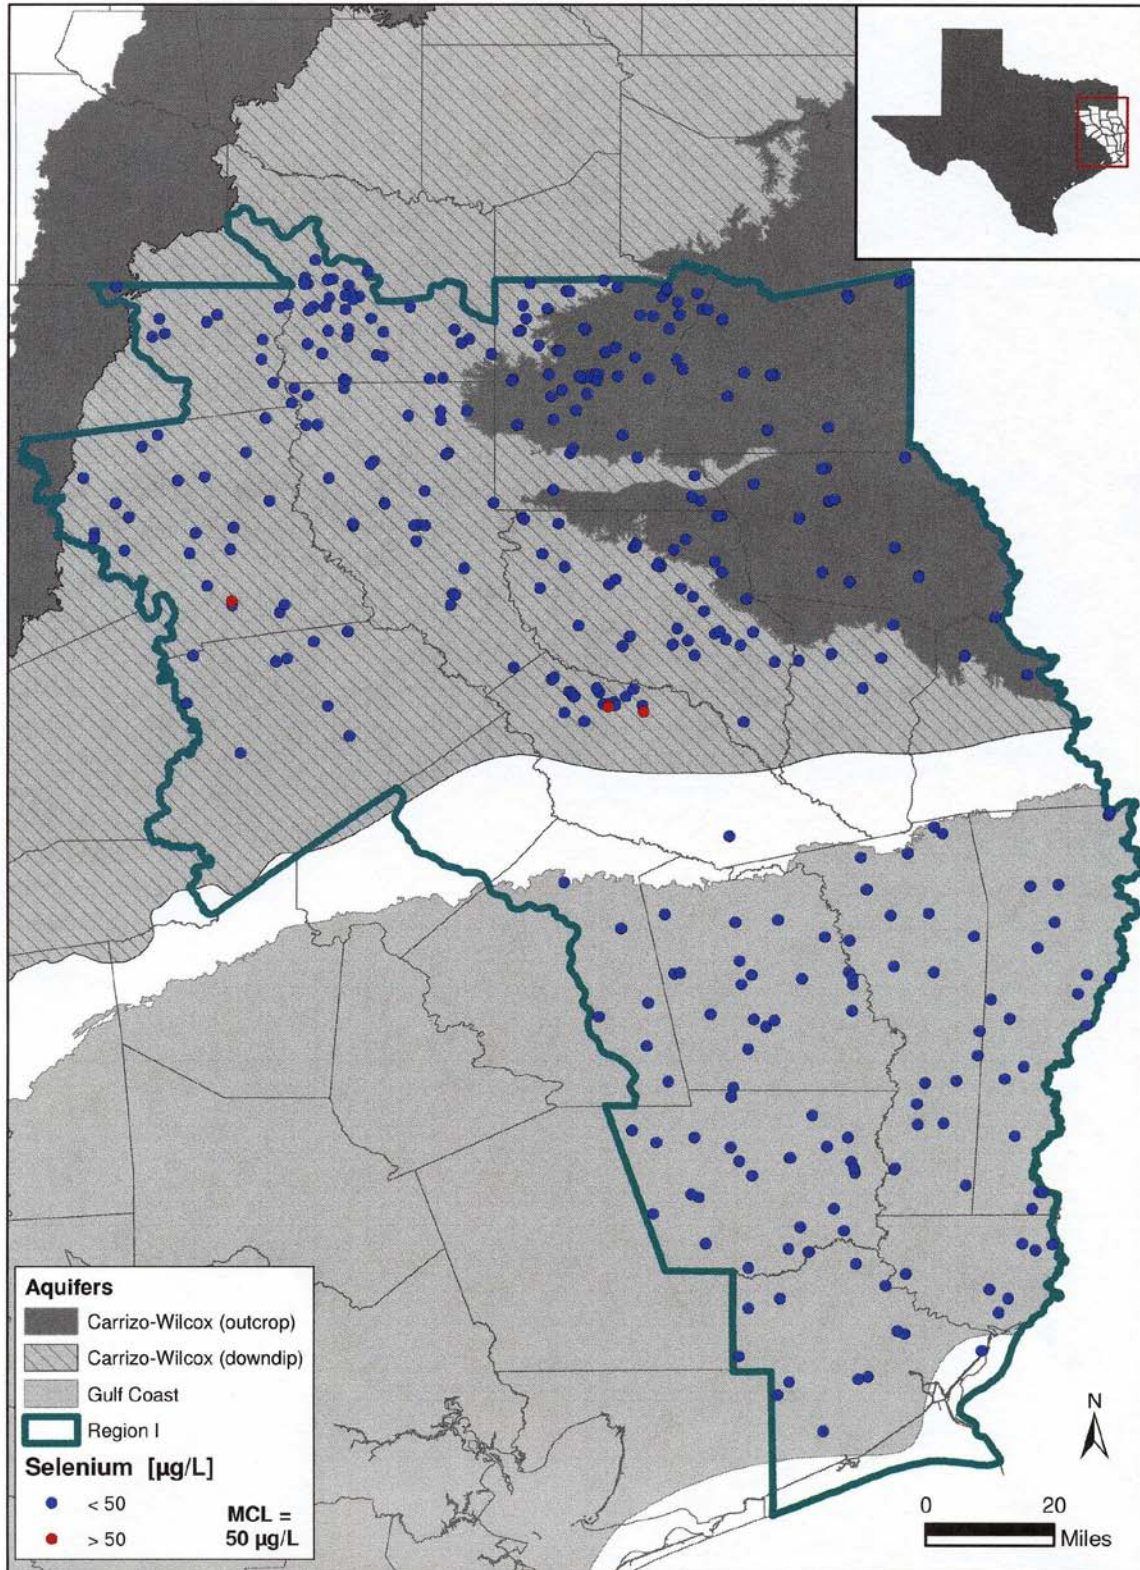 Aquifers
Carrizo-Wilcox (outcrop)
Carrizo-Wilcox (downdip)
Gulf Coast
Region I
Selenium [µg/L]
< 50
> 50
MCL =
50 µg/L
N
0 20
Miles